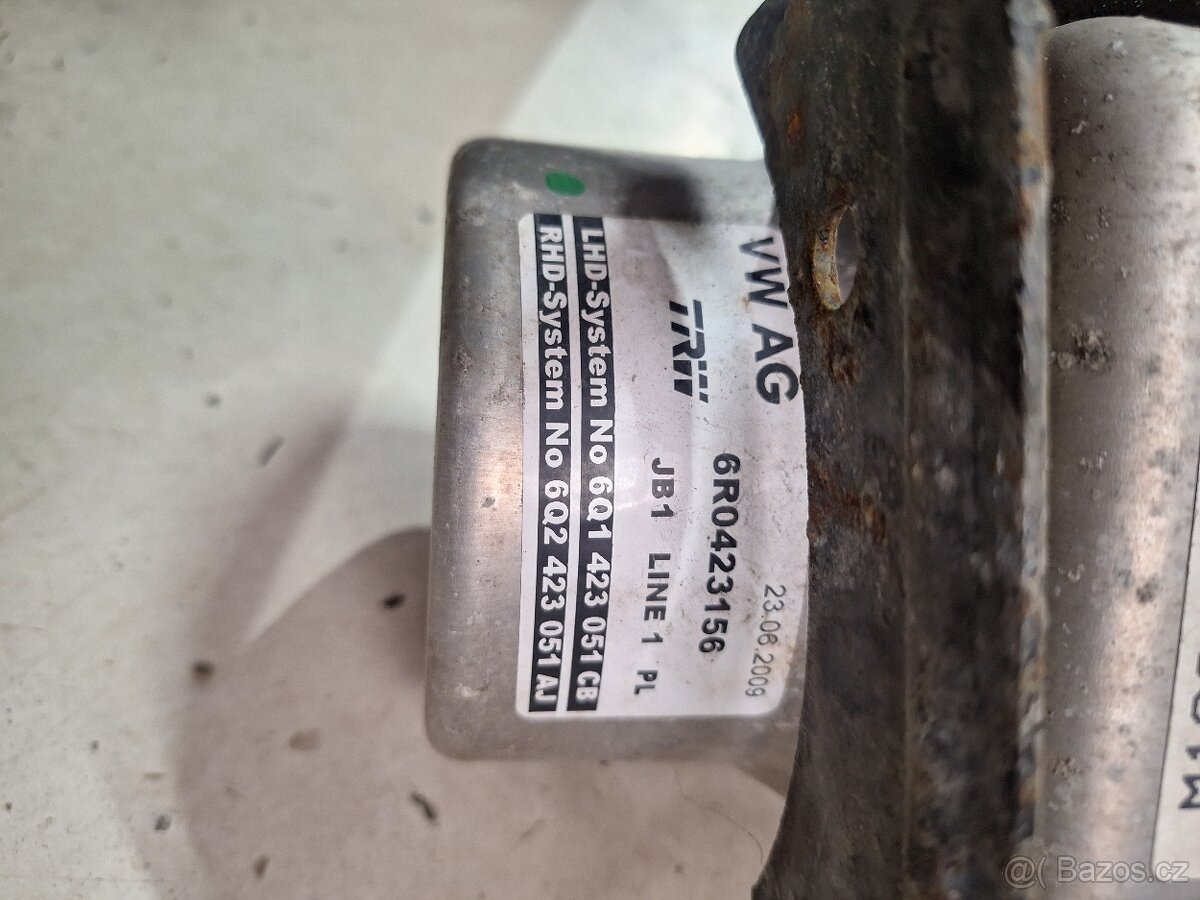 VW AG
23.06.2009
6R0423156
TRW
JB1 LINE 1 PL
LHD-System No 6Q1 423 051 CB
RHD-System No 6Q2 423 051 AJ
@( Bazos.cz